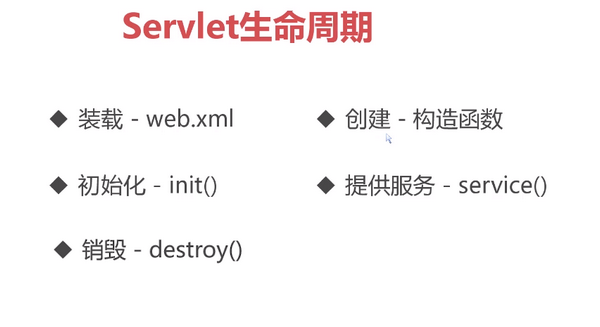 Servlet生命周期
◆ 装载 - web.xml
◆ 创建 - 构造函数
◆ 初始化 - init()
◆ 提供服务 - service()
◆ 销毁 - destroy()